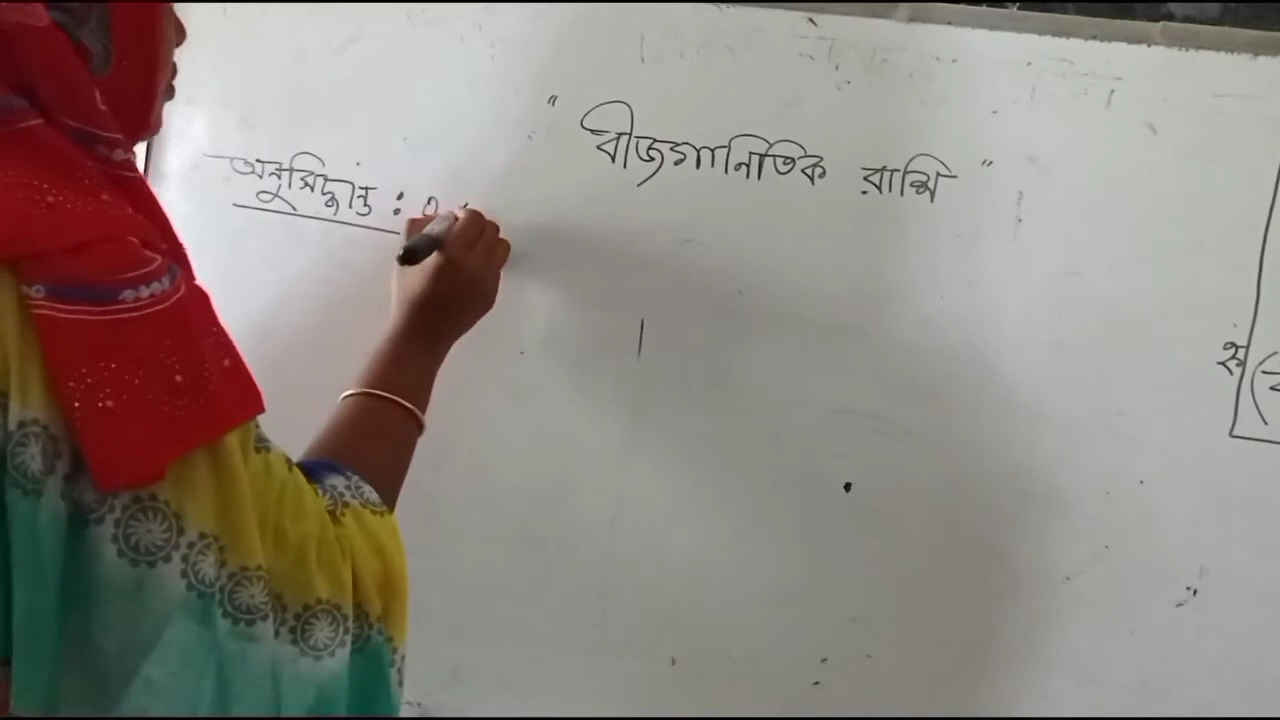 " বীজগানিতিক রাশি "
অনুসিদ্ধান্ত :